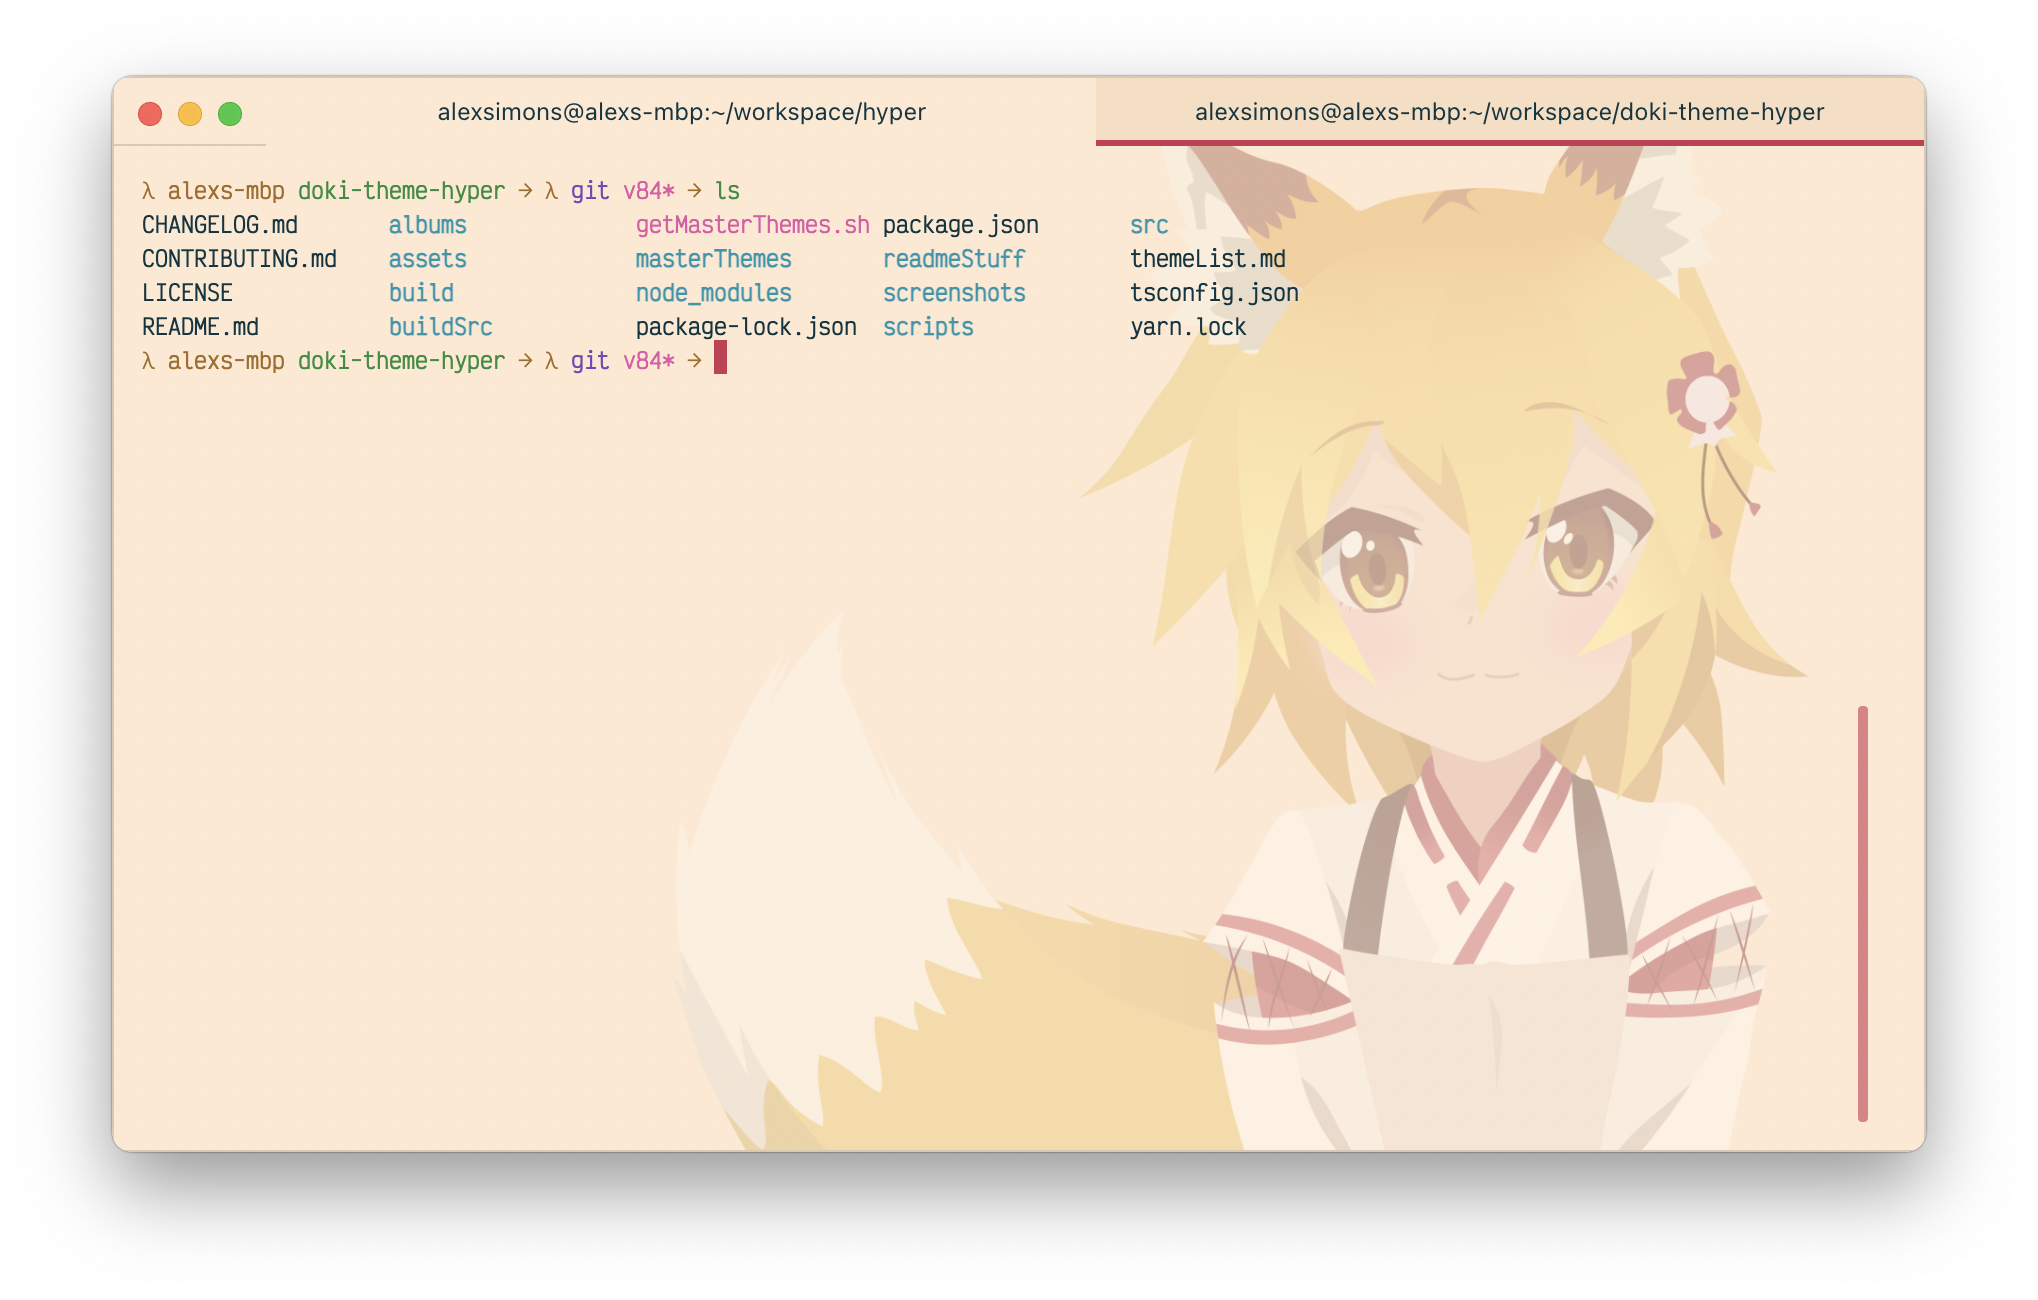 alexsimons@alexs-mbp:~/workspace/hyper alexsimons@alexs-mbp:~/workspace/doki-theme-hyper
λ alexs-mbp doki-theme-hyper → λ git v84* → ls
CHANGELOG.md albums getMasterThemes.sh package.json src
CONTRIBUTING.md assets masterThemes readmeStuff themeList.md
LICENSE build node_modules screenshots tsconfig.json
README.md buildSrc package-lock.json scripts yarn.lock
λ alexs-mbp doki-theme-hyper → λ git v84* →